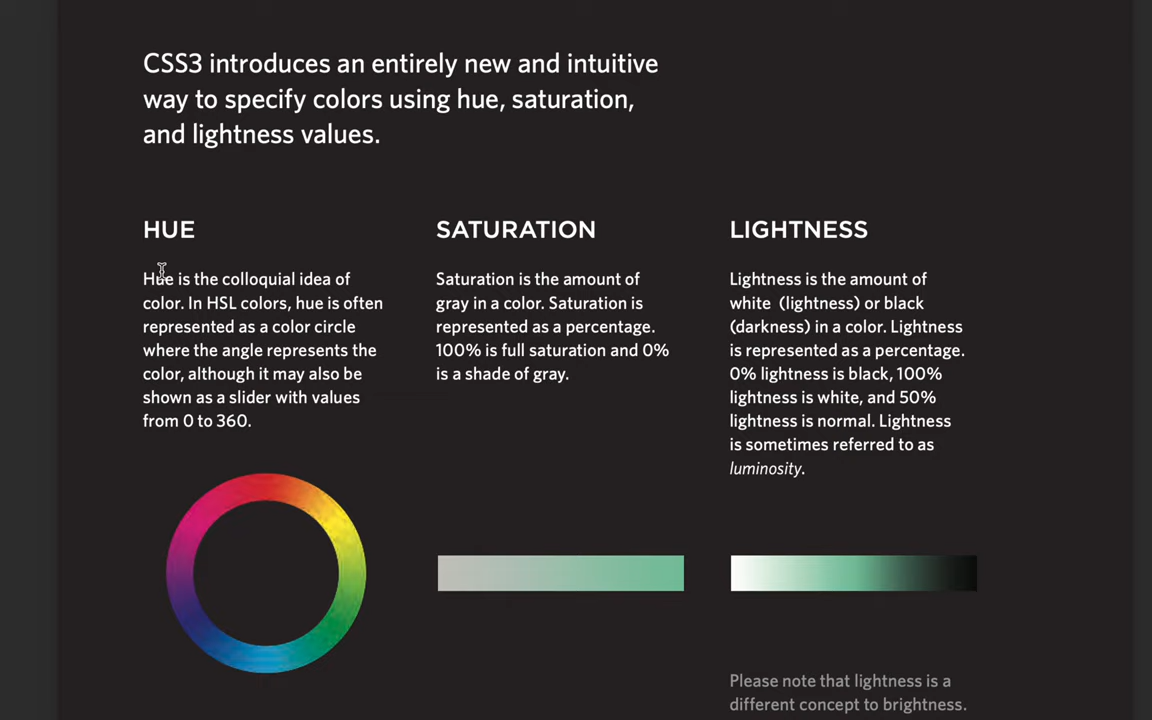 CSS3 introduces an entirely new and intuitive
way to specify colors using hue, saturation,
and lightness values.
HUE
Hue is the colloquial idea of
color. In HSL colors, hue is often
represented as a color circle
where the angle represents the
color, although it may also be
shown as a slider with values
from 0 to 360.
SATURATION
Saturation is the amount of
gray in a color. Saturation is
represented as a percentage.
100% is full saturation and 0%
is a shade of gray.
LIGHTNESS
Lightness is the amount of
white (lightness) or black
(darkness) in a color. Lightness
is represented as a percentage.
0% lightness is black, 100%
lightness is white, and 50%
lightness is normal. Lightness
is sometimes referred to as
luminosity.
Please note that lightness is a
different concept to brightness.